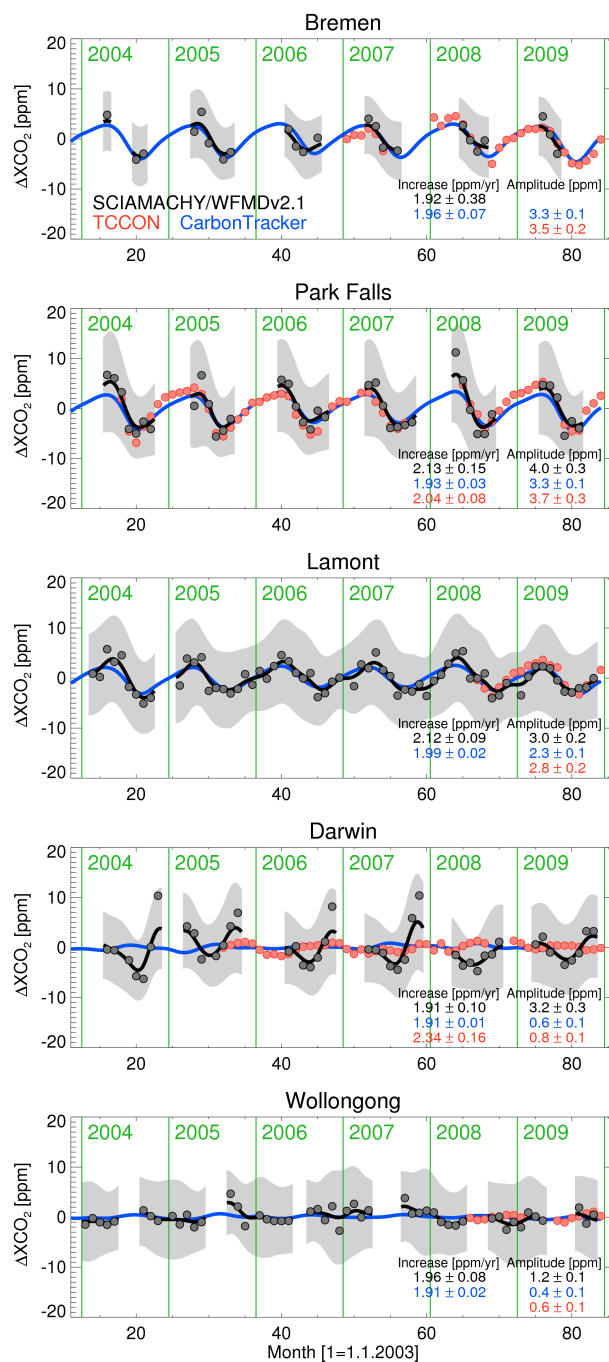 Bremen
20
2004 2005 2006 2007 2008 2009
10
ΔXCO2 [ppm]
0
-10
Increase [ppm/yr] Amplitude [ppm]
SCIAMACHY/WFMDv2.1 1.92 ± 0.38
TCCON CarbonTracker 1.96 ± 0.07 3.3 ± 0.1
3.5 ± 0.2
-20
20 40 60 80
Park Falls
20
2004 2005 2006 2007 2008 2009
10
ΔXCO2 [ppm]
0
-10
Increase [ppm/yr] Amplitude [ppm]
2.13 ± 0.15 4.0 ± 0.3
1.93 ± 0.03 3.3 ± 0.1
2.04 ± 0.08 3.7 ± 0.3
-20
20 40 60 80
Lamont
20
2004 2005 2006 2007 2008 2009
10
ΔXCO2 [ppm]
0
-10
Increase [ppm/yr] Amplitude [ppm]
2.12 ± 0.09 3.0 ± 0.2
1.99 ± 0.02 2.3 ± 0.1
2.8 ± 0.2
-20
20 40 60 80
Darwin
20
2004 2005 2006 2007 2008 2009
10
ΔXCO2 [ppm]
0
-10
Increase [ppm/yr] Amplitude [ppm]
1.91 ± 0.10 3.2 ± 0.3
1.91 ± 0.01 0.6 ± 0.1
2.34 ± 0.16 0.8 ± 0.1
-20
20 40 60 80
Wollongong
20
2004 2005 2006 2007 2008 2009
10
ΔXCO2 [ppm]
0
-10
Increase [ppm/yr] Amplitude [ppm]
1.96 ± 0.08 1.2 ± 0.1
1.91 ± 0.02 0.4 ± 0.1
0.6 ± 0.1
-20
20 40 60 80
Month [1=1.1.2003]